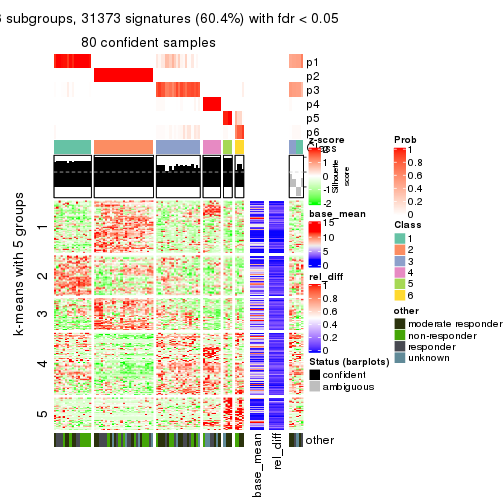 subgroups, 31373 signatures (60.4%) with fdr < 0.05
80 confident samples
p1
p2
p3
p4
p5
p6
Class
Silhouette
score
k-means with 5 groups
1
2
3
4
5
other
base_mean
rel_diff
z-score
2
1
0
-1
-2
base_mean
15
10
5
0
rel_diff
1
0.8
0.6
0.4
0.2
0
Status (barplots)
confident
ambiguous
Prob
1
0.8
0.6
0.4
0.2
0
Class
1
2
3
4
5
6
other
moderate responder
non-responder
responder
unknown